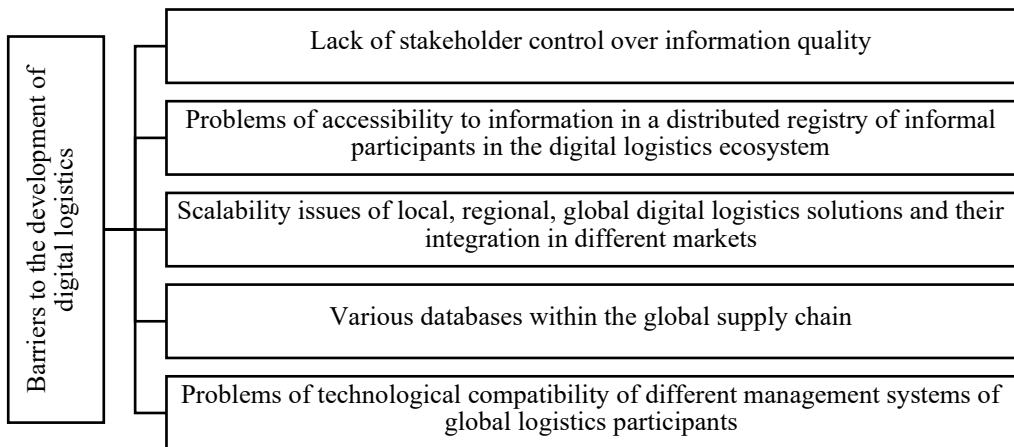 Barriers to the development of
digital logistics
Lack of stakeholder control over information quality
Problems of accessibility to information in a distributed registry of informal
participants in the digital logistics ecosystem
Scalability issues of local, regional, global digital logistics solutions and their
integration in different markets
Various databases within the global supply chain
Problems of technological compatibility of different management systems of
global logistics participants